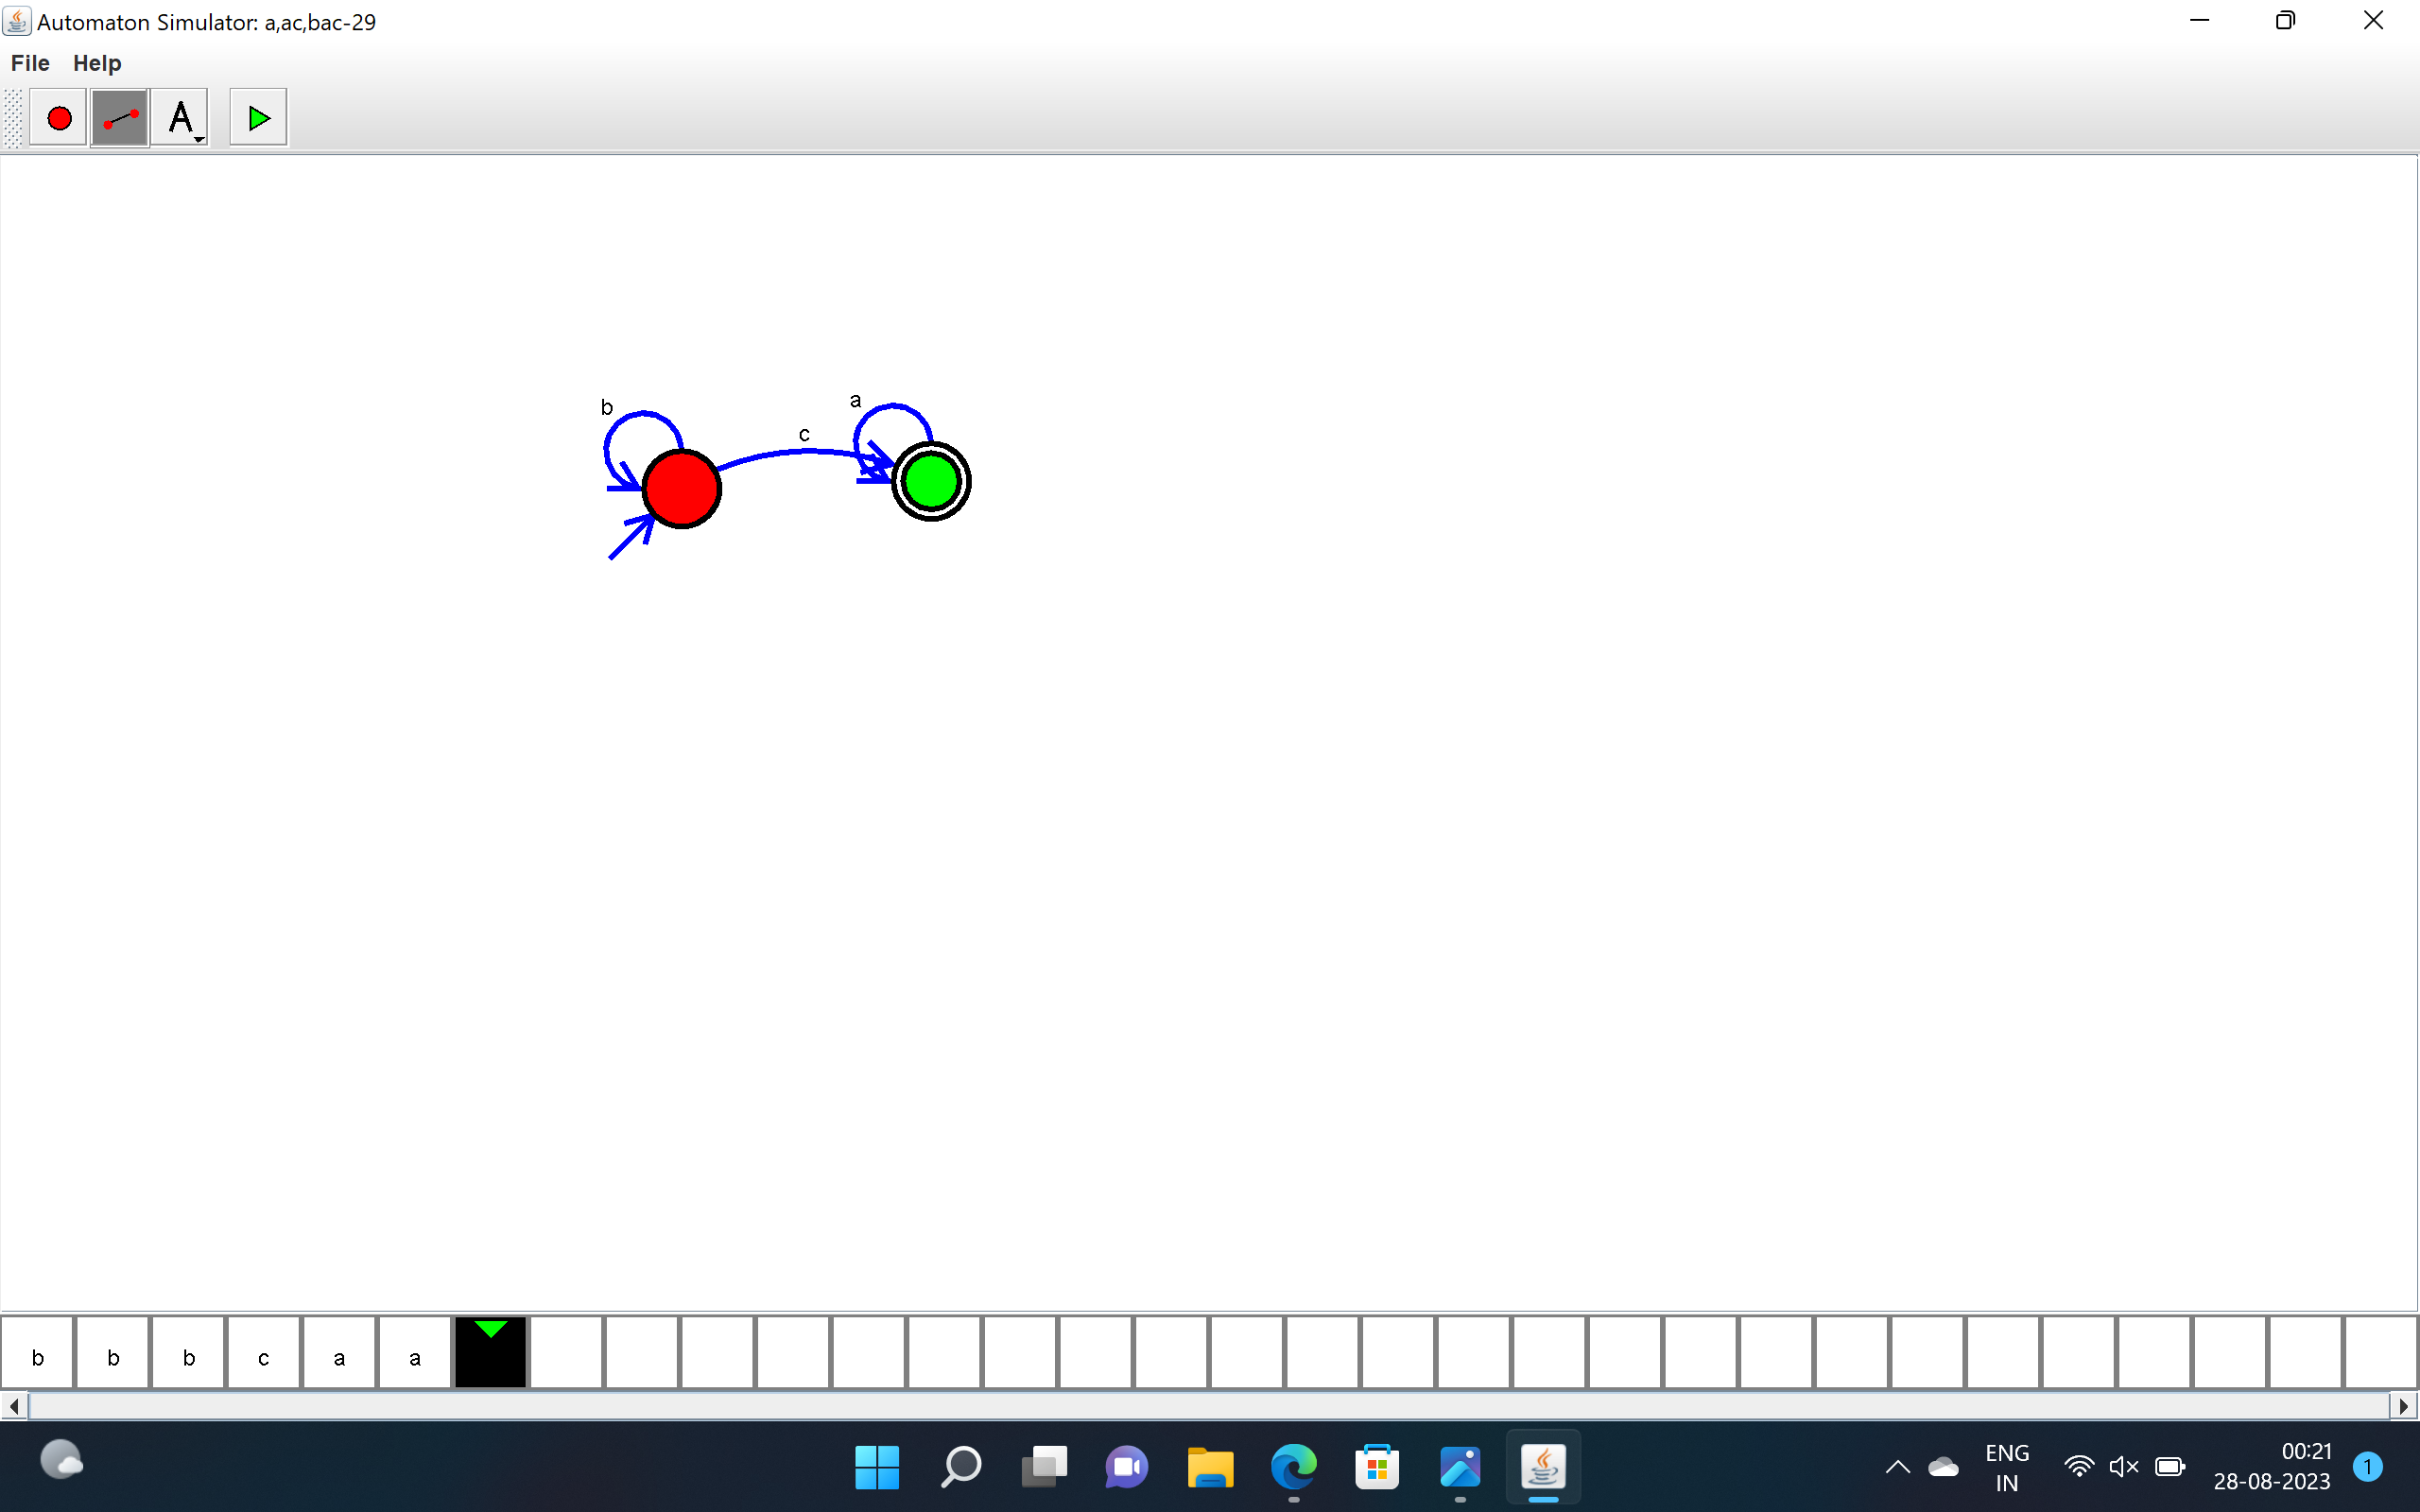 Automaton Simulator: a,ac,bac-29
File Help
A
b
a
c
b b b c a a
ENG
IN
00:21
28-08-2023
1